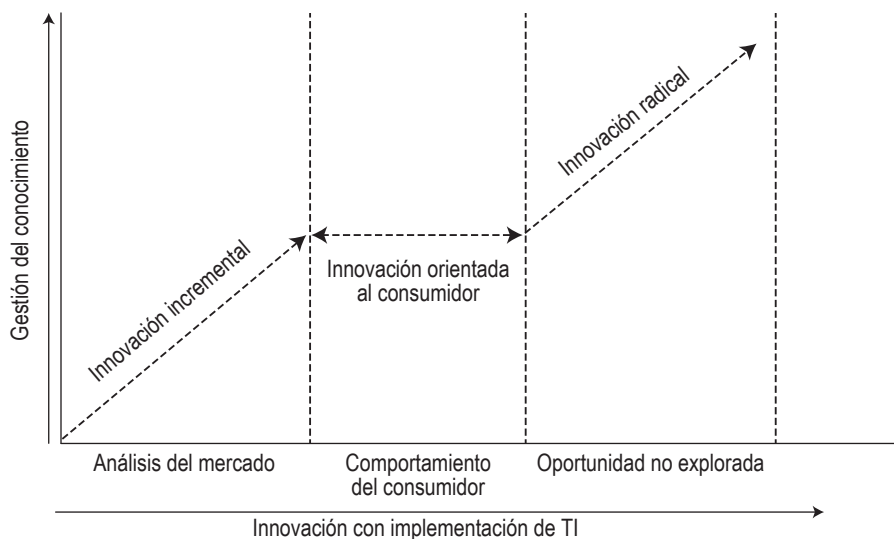 Gestión del conocimiento
Innovación incremental
Innovación orientada
al consumidor
Innovación radical
Análisis del mercado
Comportamiento
del consumidor
Oportunidad no explorada
Innovación con implementación de TI